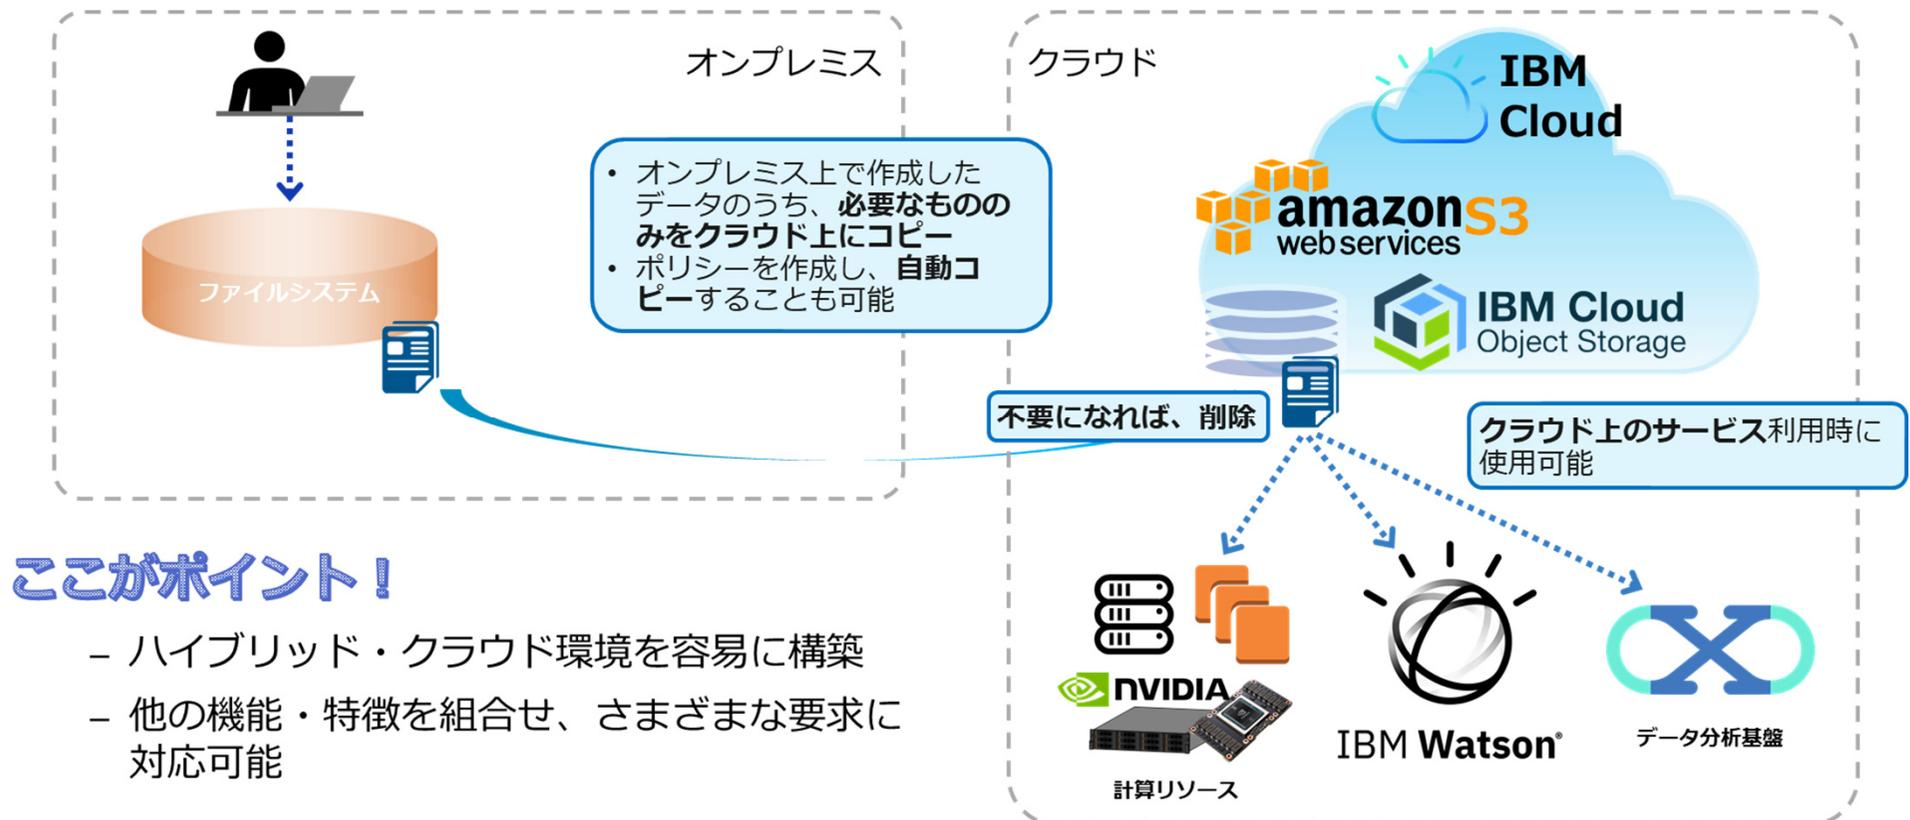 オンプレミス
クラウド
IBM
Cloud
• オンプレミス上で作成した
データのうち、必要なものの
みをクラウド上にコピー
• ポリシーを作成し、自動コ
ピーすることも可能
amazon S3
web services
ファイルシステム
IBM Cloud
Object Storage
不要になれば、削除
クラウド上のサービス利用時に
使用可能
ここがポイント！
– ハイブリッド・クラウド環境を容易に構築
– 他の機能・特徴を組合せ、さまざまな要求に
対応可能
NVIDIA
計算リソース
IBM Watson®
データ分析基盤